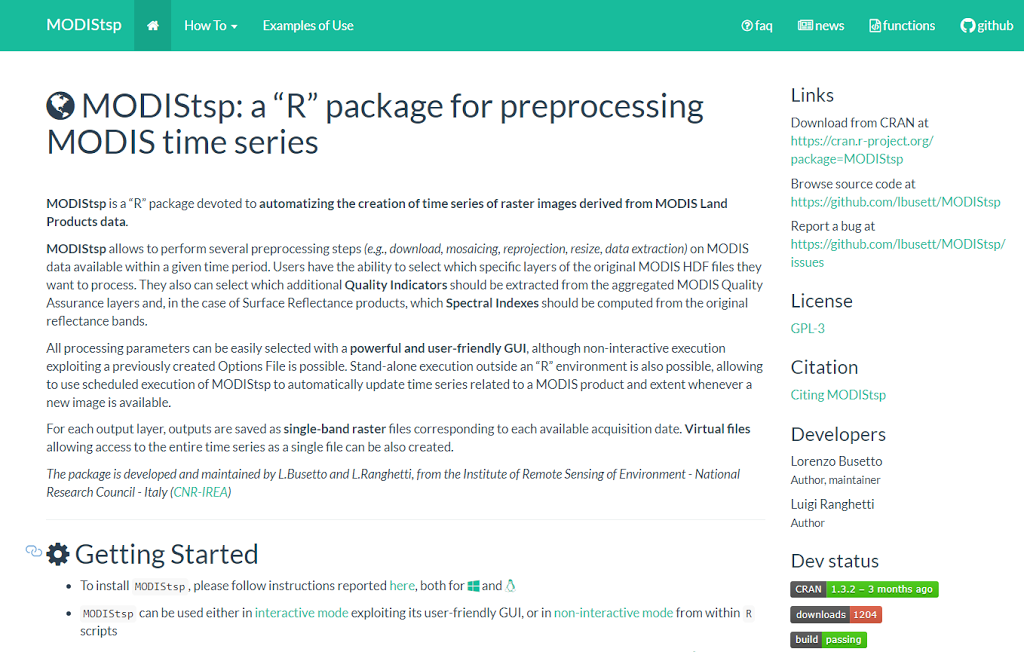 MODIStsp How To Examples of Use faq news functions github
MODIStsp: a “R” package for preprocessing
MODIS time series
MODIStsp is a “R” package devoted to automatizing the creation of time series of raster images derived from MODIS Land
Products data.
MODIStsp allows to perform several preprocessing steps (e.g., download, mosaicing, reprojection, resize, data extraction) on MODIS
data available within a given time period. Users have the ability to select which specific layers of the original MODIS HDF files they
want to process. They also can select which additional Quality Indicators should be extracted from the aggregated MODIS Quality
Assurance layers and, in the case of Surface Reflectance products, which Spectral Indexes should be computed from the original
reflectance bands.
All processing parameters can be easily selected with a powerful and user-friendly GUI, although non-interactive execution
exploiting a previously created Options File is possible. Stand-alone execution outside an “R” environment is also possible, allowing
to use scheduled execution of MODIStsp to automatically update time series related to a MODIS product and extent whenever a
new image is available.
For each output layer, outputs are saved as single-band raster files corresponding to each available acquisition date. Virtual files
allowing access to the entire time series as a single file can be also created.
The package is developed and maintained by L.Busetto and L.Ranghetti, from the Institute of Remote Sensing of Environment - National
Research Council - Italy (CNR-IREA)
Getting Started
To install MODIStsp, please follow instructions reported here, both for and
MODIStsp can be used either in interactive mode exploiting its user-friendly GUI, or in non-interactive mode from within R
scripts
Links
Download from CRAN at
https://cran.r-project.org/
package=MODIStsp
Browse source code at
https://github.com/lbusett/MODIStsp
Report a bug at
https://github.com/lbusett/MODIStsp/
issues
License
GPL-3
Citation
Citing MODIStsp
Developers
Lorenzo Busetto
Author, maintainer
Luigi Ranghetti
Author
Dev status
CRAN 1.3.2 – 3 months ago
downloads 1204
build passing